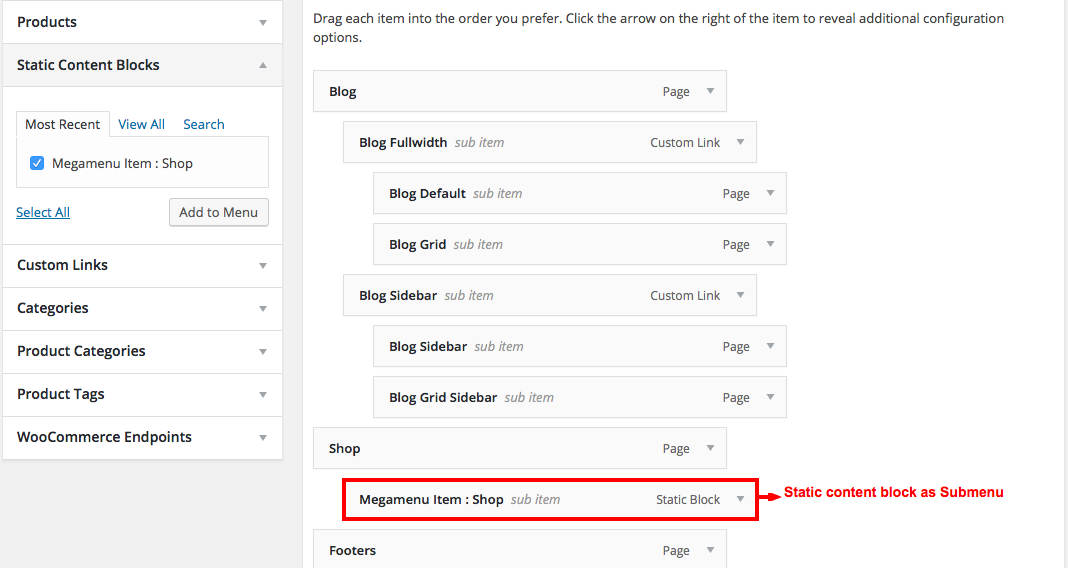 Products
Static Content Blocks
Most Recent View All Search
Megamenu Item : Shop
Select All Add to Menu
Custom Links
Categories
Product Categories
Product Tags
WooCommerce Endpoints
Drag each item into the order you prefer. Click the arrow on the right of the item to reveal additional configuration
options.
Blog Page
Blog Fullwidth sub item Custom Link
Blog Default sub item Page
Blog Grid sub item Page
Blog Sidebar sub item Custom Link
Blog Sidebar sub item Page
Blog Grid Sidebar sub item Page
Shop Page
Megamenu Item : Shop sub item Static Block
Static content block as Submenu
Footers Page